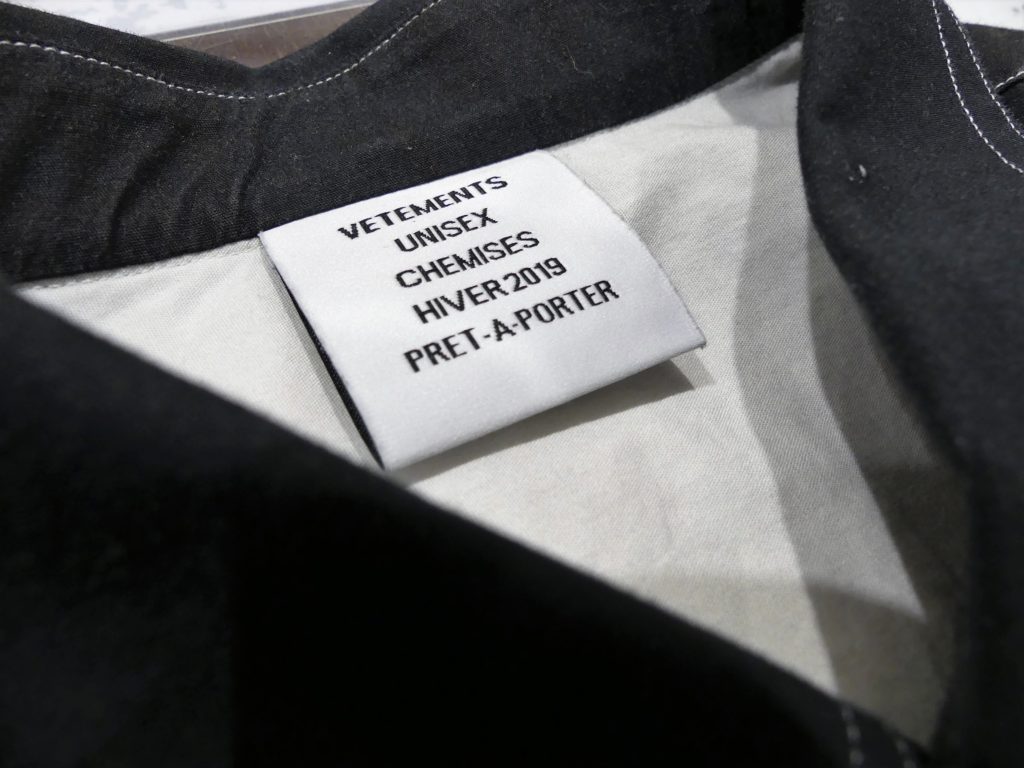 VETEMENTS
UNISEX
CHEMISES
HIVER 2019
PRET-A-PORTER